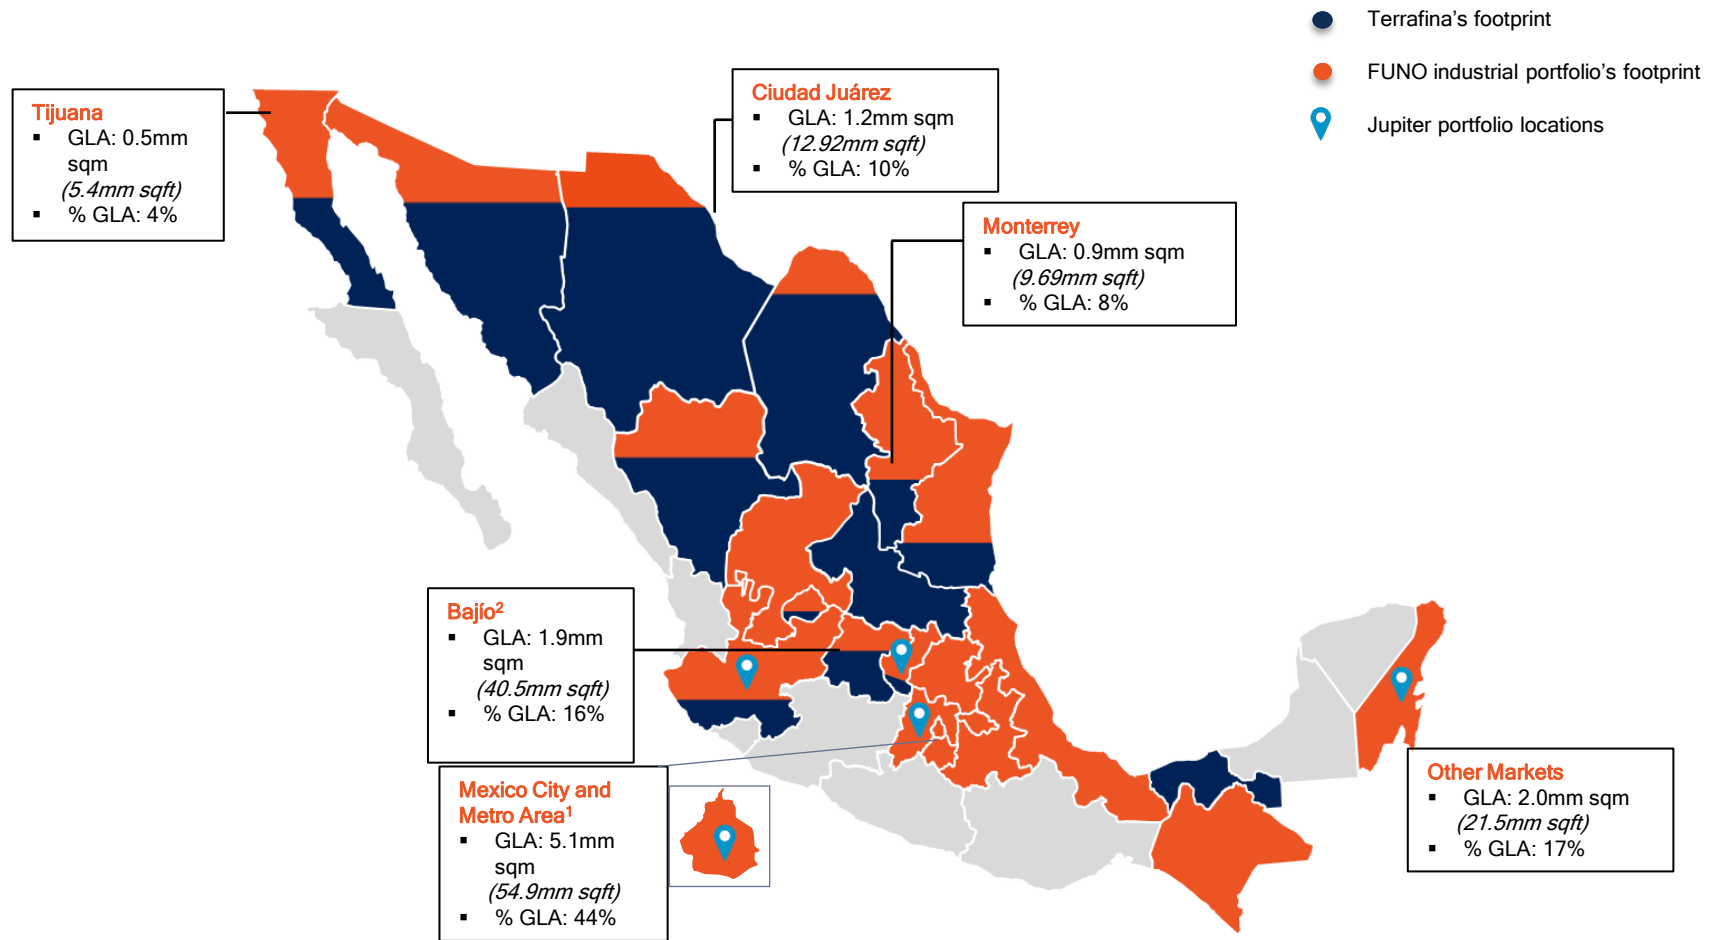 Terrafina’s footprint
FUNO industrial portfolio’s footprint
Jupiter portfolio locations
Tijuana
▪ GLA: 0.5mm
sqm
(5.4mm sqft)
▪ % GLA: 4%
Ciudad Juárez
▪ GLA: 1.2mm sqm
(12.92mm sqft)
▪ % GLA: 10%
Monterrey
▪ GLA: 0.9mm sqm
(9.69mm sqft)
▪ % GLA: 8%
Bajío²
▪ GLA: 1.9mm
sqm
(40.5mm sqft)
▪ % GLA: 16%
Mexico City and
Metro Area¹
▪ GLA: 5.1mm
sqm
(54.9mm sqft)
▪ % GLA: 44%
Other Markets
▪ GLA: 2.0mm sqm
(21.5mm sqft)
▪ % GLA: 17%